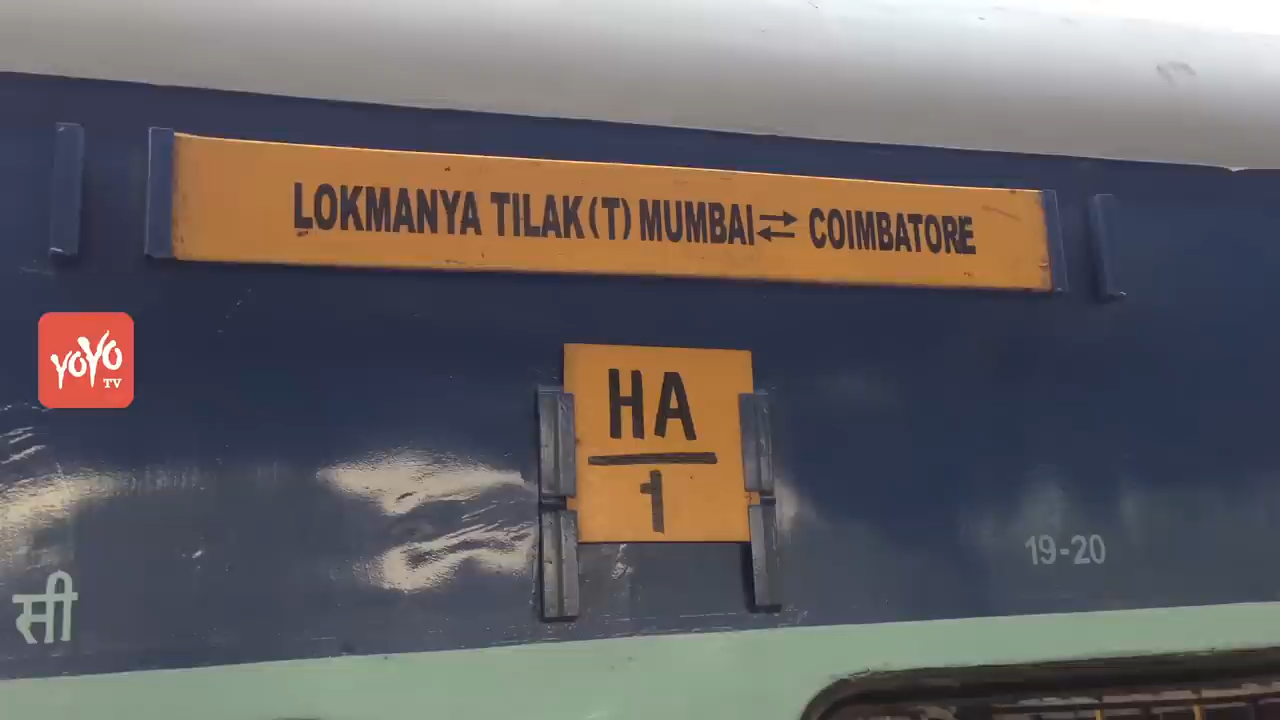 LOKMANYA TILAK(T) MUMBAI⇄ COIMBATORE
YOYO
TV
HA
1
19-20
सी